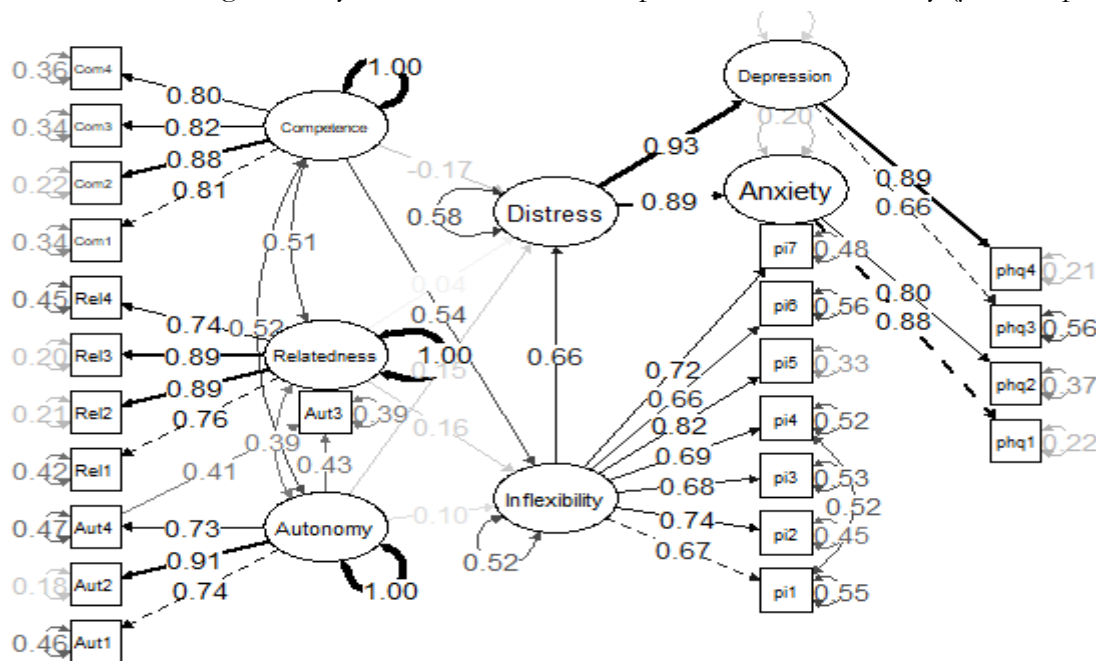 0.36 Com4 1.00 Depression
0.80 Competence 0.20
0.34 Com3 0.82 0.93
0.22 Com2 0.88 -0.17 0.89
0.81 0.58 Distress 0.89 Anxiety 0.66
0.34 Com1 0.51 pi7 0.48
0.45 Rel4 0.04 phq4 0.21
0.74 0.52 0.54 pi6 0.56 0.80
0.20 Rel3 0.89 Relatedness 1.00 0.66 0.88 phq3 0.56
0.15 0.72 pi5 0.33
0.21 Rel2 0.89 Aut3 0.39 0.66 phq2 0.37
0.76 0.39 0.16 0.82 pi4 0.52
0.42 Rel1 0.41 0.43 0.69 phq1 0.22
0.68 pi3 0.53
0.47 Aut4 0.73 Autonomy -0.10 Inflexibility 0.52
0.91 0.74 pi2 0.45
0.18 Aut2 0.74 1.00 0.52 0.67
0.46 Aut1 pi1 0.55